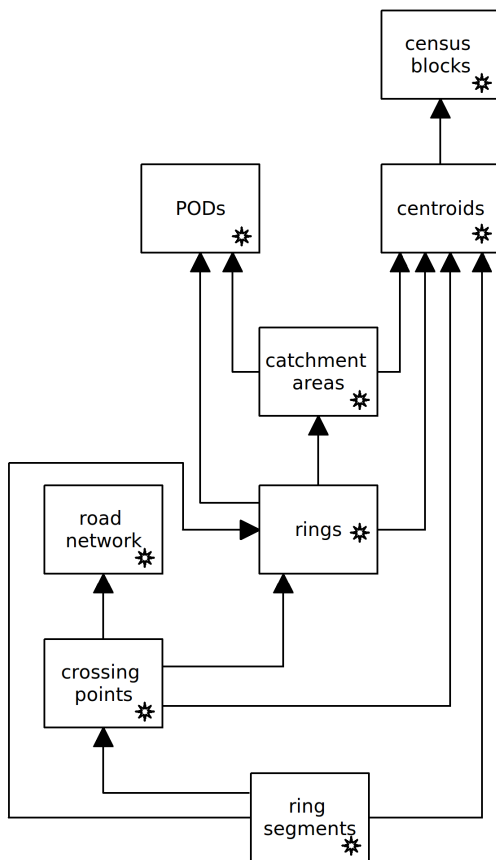 census
blocks
PODs
centroids
catchment
areas
road
network
rings
crossing
points
ring
segments